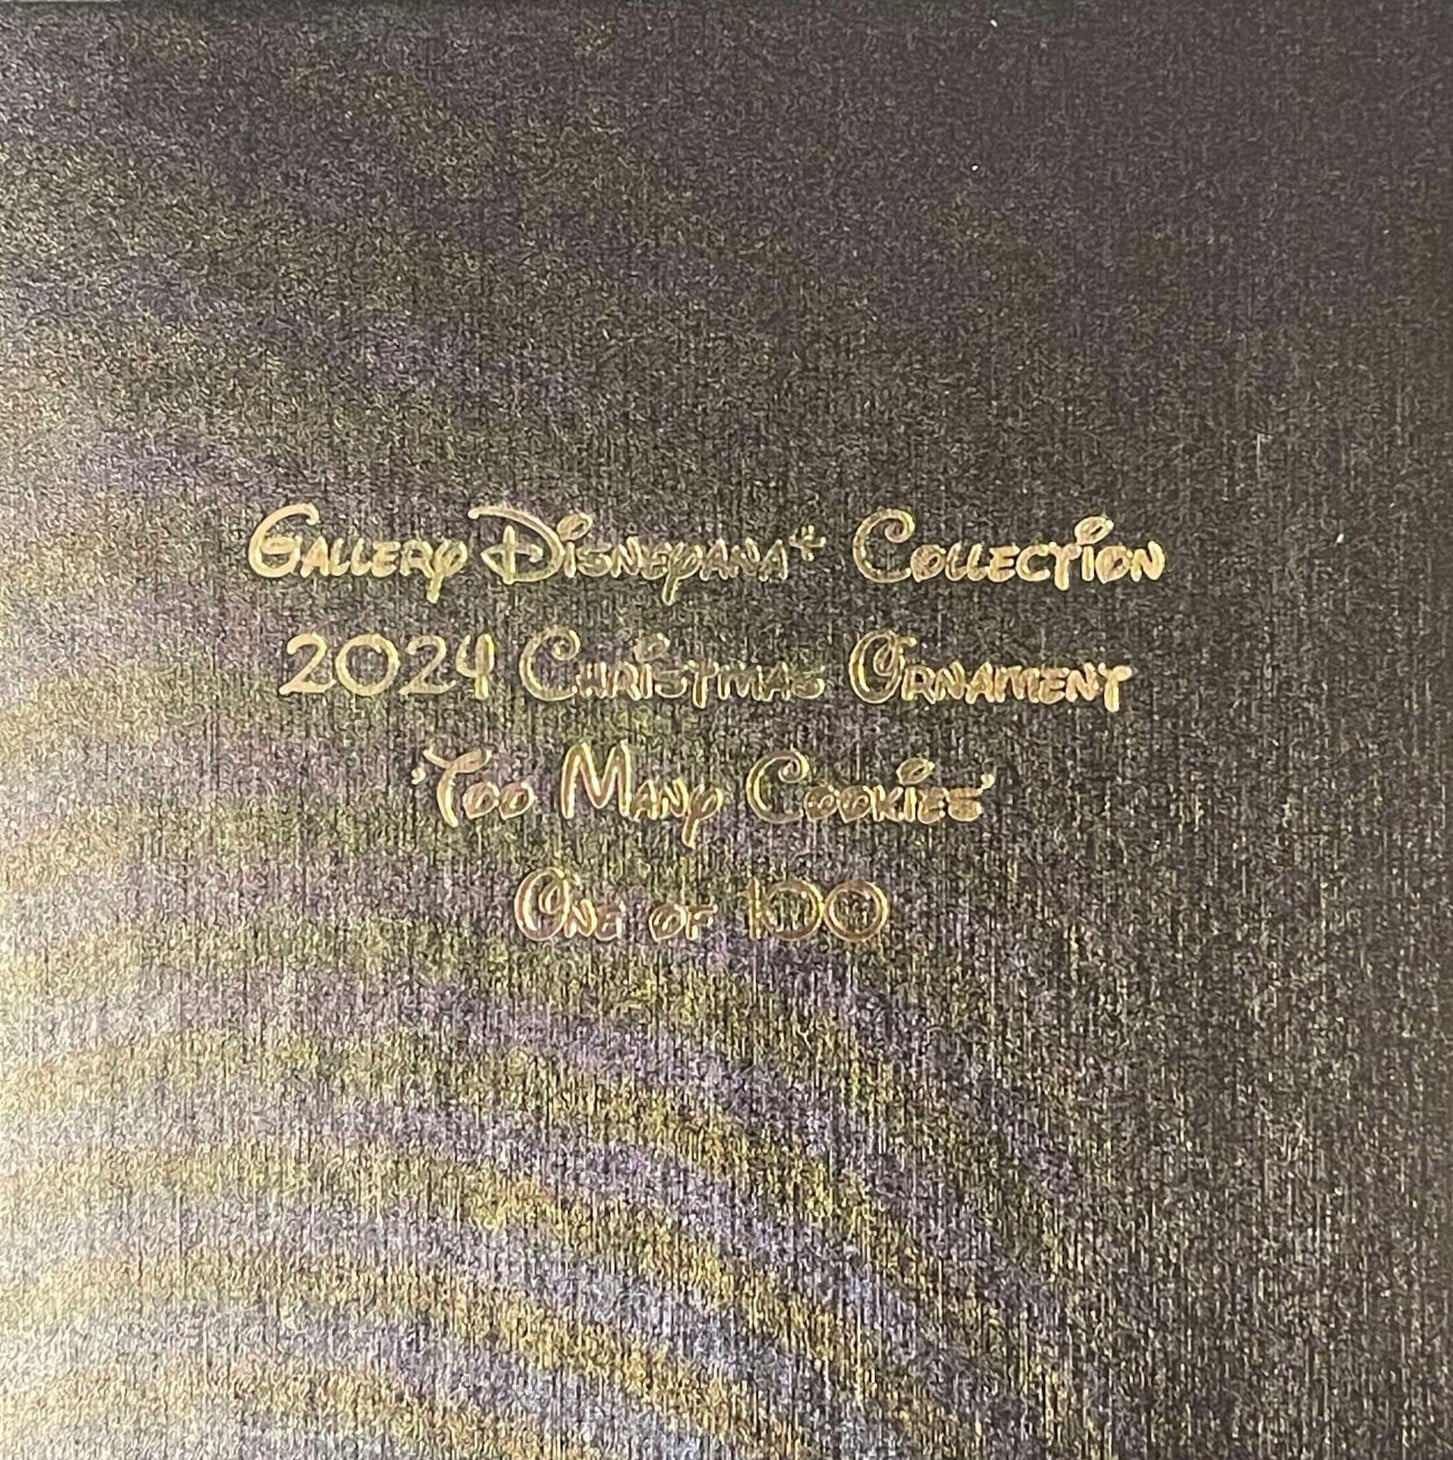 Gallery Disneyana+ Collection
2024 Christmas Ornament
'Too Many Cookies'
One of 100